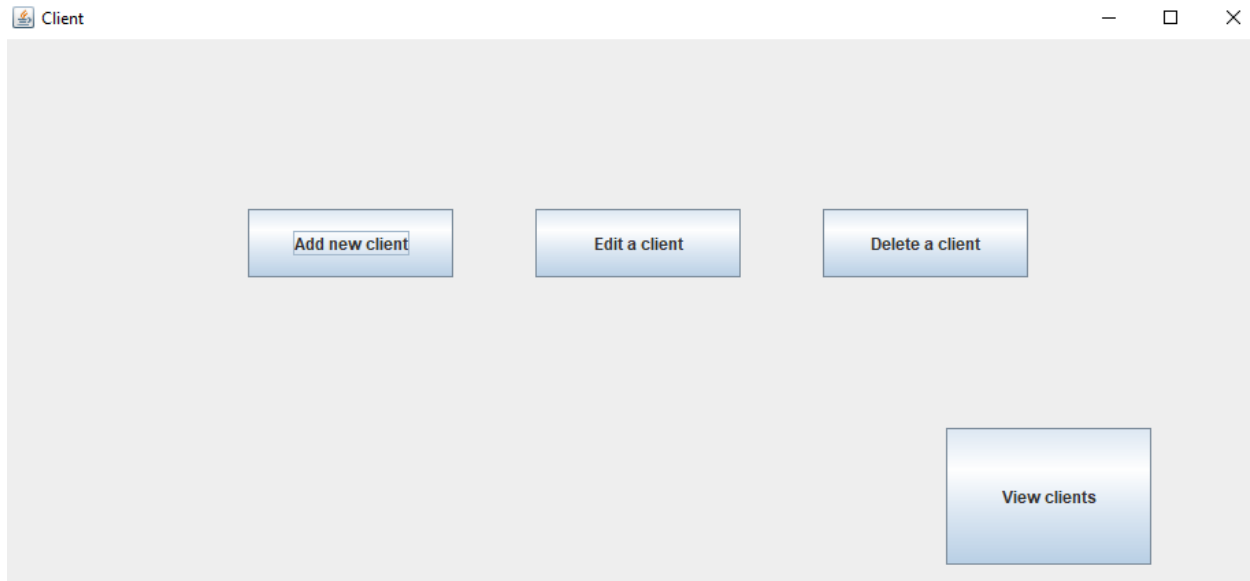 Client
Add new client
Edit a client
Delete a client
View clients